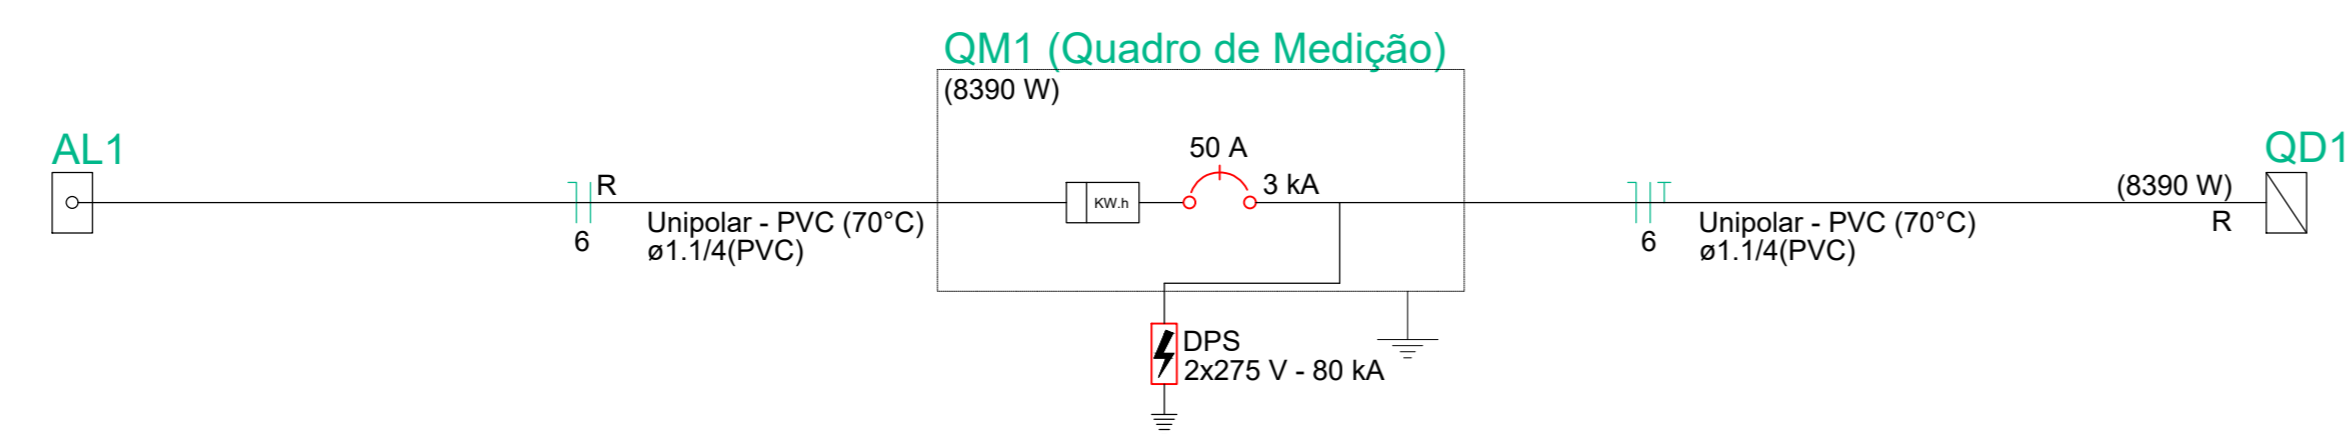 QM1 (Quadro de Medição)
(8390 W)
AL1
50 A
3 kA
KW.h
R
6
Unipolar - PVC (70°C)
ø1.1/4(PVC)
DPS
2x275 V - 80 kA
6
Unipolar - PVC (70°C)
ø1.1/4(PVC)
QD1
(8390 W)
R